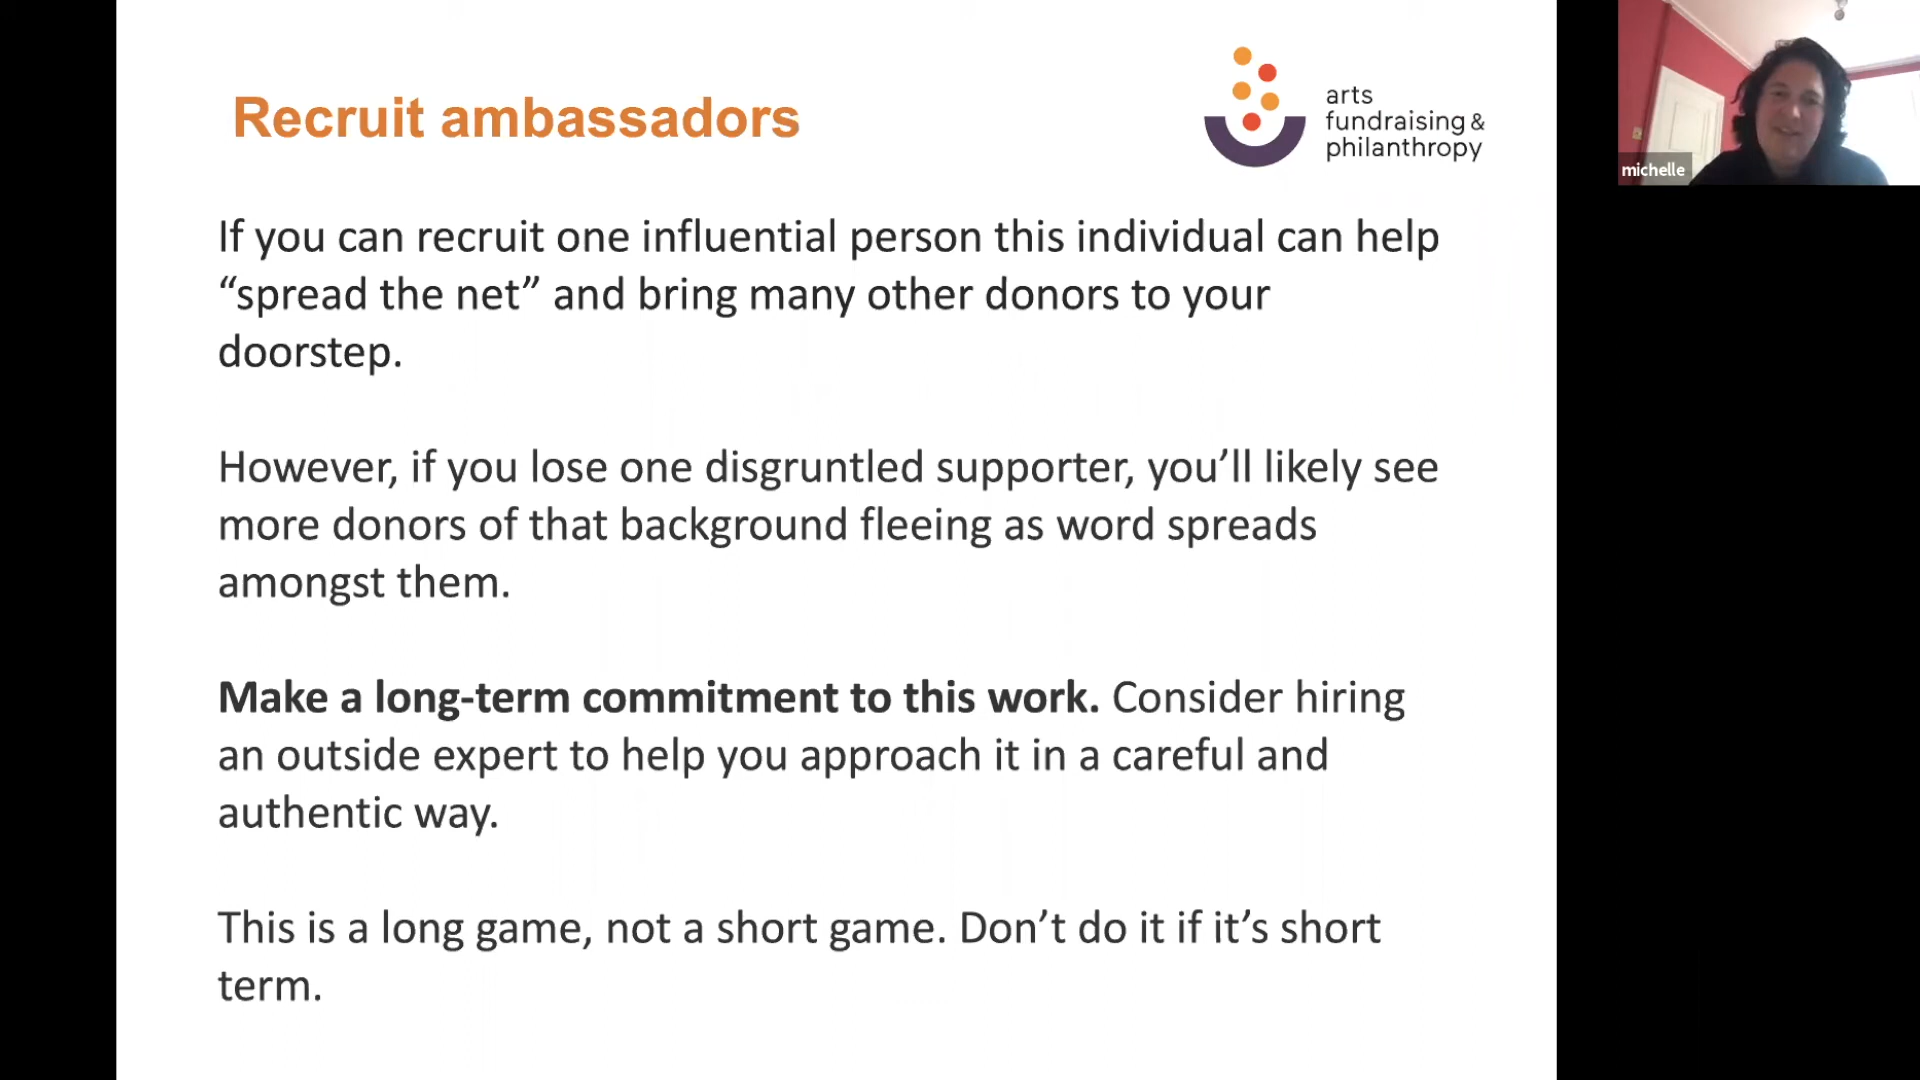 Recruit ambassadors
arts
fundraising &
philanthropy
michelle
If you can recruit one influential person this individual can help
“spread the net” and bring many other donors to your
doorstep.
However, if you lose one disgruntled supporter, you’ll likely see
more donors of that background fleeing as word spreads
amongst them.
Make a long-term commitment to this work. Consider hiring
an outside expert to help you approach it in a careful and
authentic way.
This is a long game, not a short game. Don’t do it if it’s short
term.